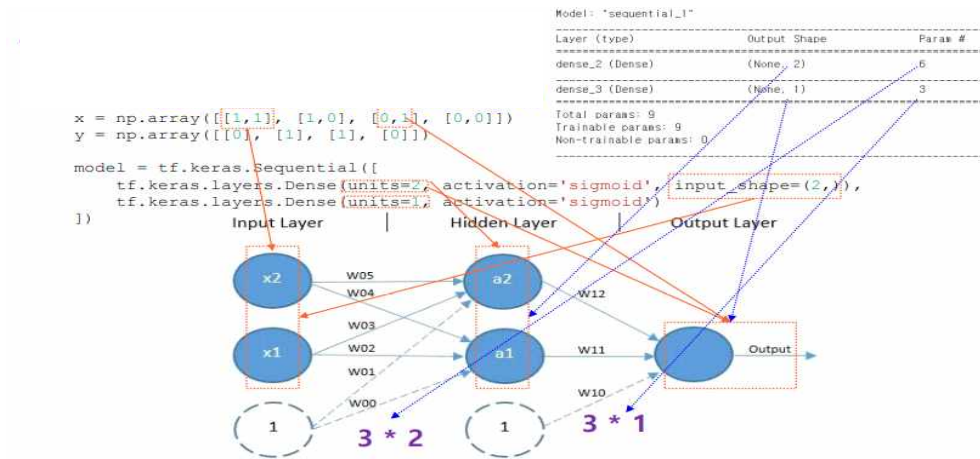 Model: "sequential_1"
Layer (type) Output Shape Param #
dense_2 (Dense) (None, 2) 6
dense_3 (Dense) (None, 1) 3
Total params: 9
Trainable params: 9
Non-trainable params: 0
x = np.array([[1,1], [1,0], [0,1], [0,0]])
y = np.array([[0], [1], [1], [0]])
model = tf.keras.Sequential([
tf.keras.layers.Dense(units=2, activation='sigmoid', input_shape=(2,)),
tf.keras.layers.Dense(units=1, activation='sigmoid')
])
Input Layer | Hidden Layer | Output Layer
x2
W05
a2
W04
W12
W03
x1
W02
a1
W11
Output
W01
W00
W10
1
3 * 2
1
3 * 1